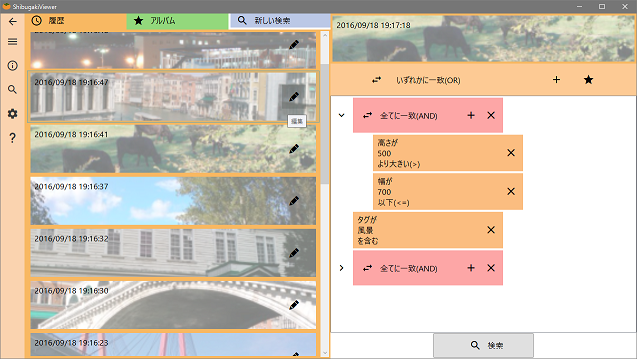 ShibugakiViewer
履歴
アルバム
新しい検索
2016/09/18 19:16:47
編集
2016/09/18 19:16:41
2016/09/18 19:16:37
2016/09/18 19:16:32
2016/09/18 19:16:30
2016/09/18 19:16:23
2016/09/18 19:17:18
いずれかに一致(OR)
全てに一致(AND)
高さが
500
より大きい(>)
幅が
700
以下(<=)
タグが
風景
を含む
全てに一致(AND)
検索